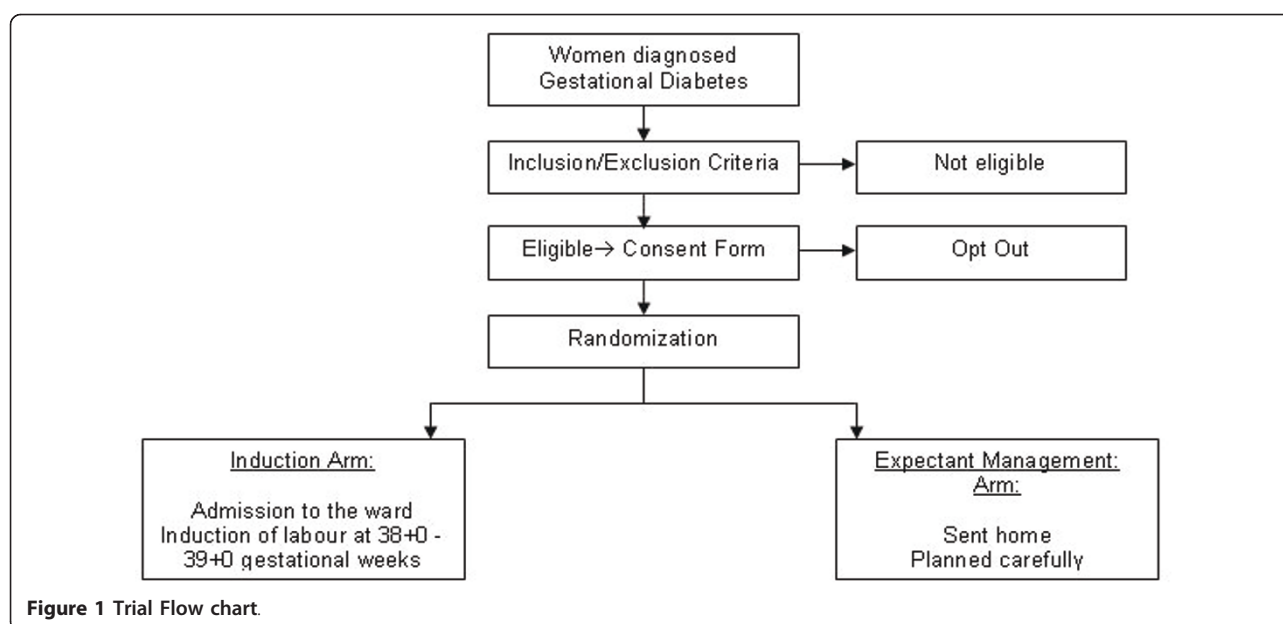 Women diagnosed
Gestational Diabetes
Inclusion/Exclusion Criteria
Not eligible
Eligible→ Consent Form
Opt Out
Randomization
Induction Arm:
Admission to the ward
Induction of labour at 38+0 -
39+0 gestational weeks
Expectant Management:
Arm:
Sent home
Planned carefully
Figure 1 Trial Flow chart.